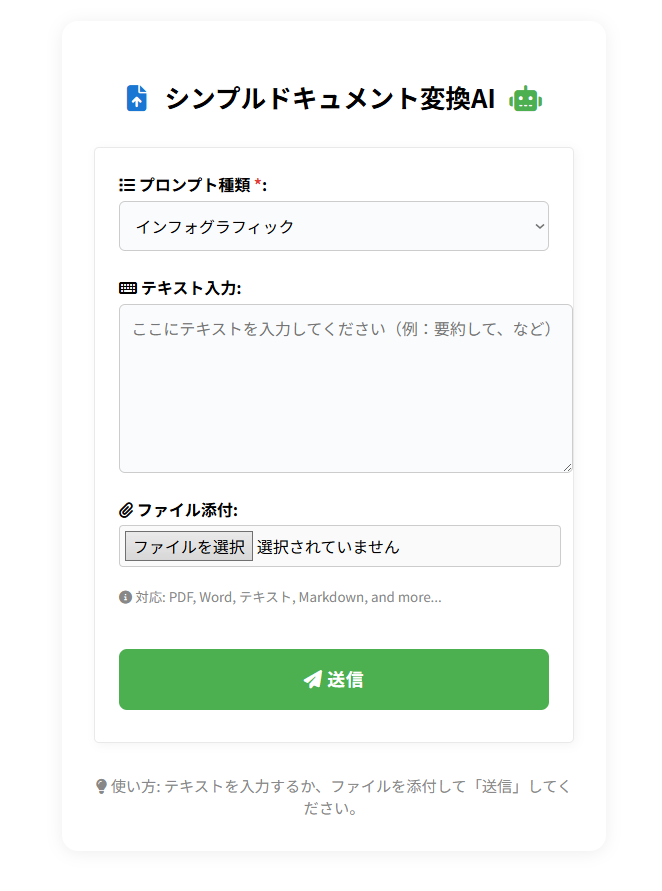 シンプルドキュメント変換AI
プロンプト種類 *:
インフォグラフィック
テキスト入力:
ここにテキストを入力してください（例：要約して、など）
ファイル添付:
ファイルを選択 選択されていません
対応: PDF, Word, テキスト, Markdown, and more...
送信
使い方: テキストを入力するか、ファイルを添付して「送信」してく
ださい。